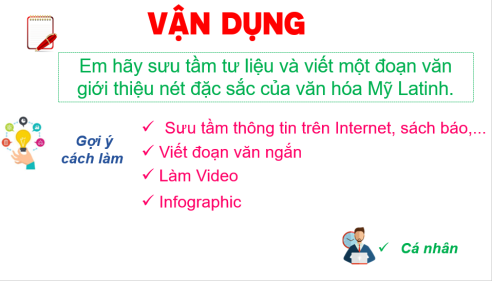 VẬN DỤNG
Em hãy sưu tầm tư liệu và viết một đoạn văn
giới thiệu nét đặc sắc của văn hóa Mỹ Latinh.
Gợi ý
cách làm
✓ Sưu tầm thông tin trên Internet, sách báo,...
✓ Viết đoạn văn ngắn
✓ Làm Video
✓ Infographic
✓ Cá nhân